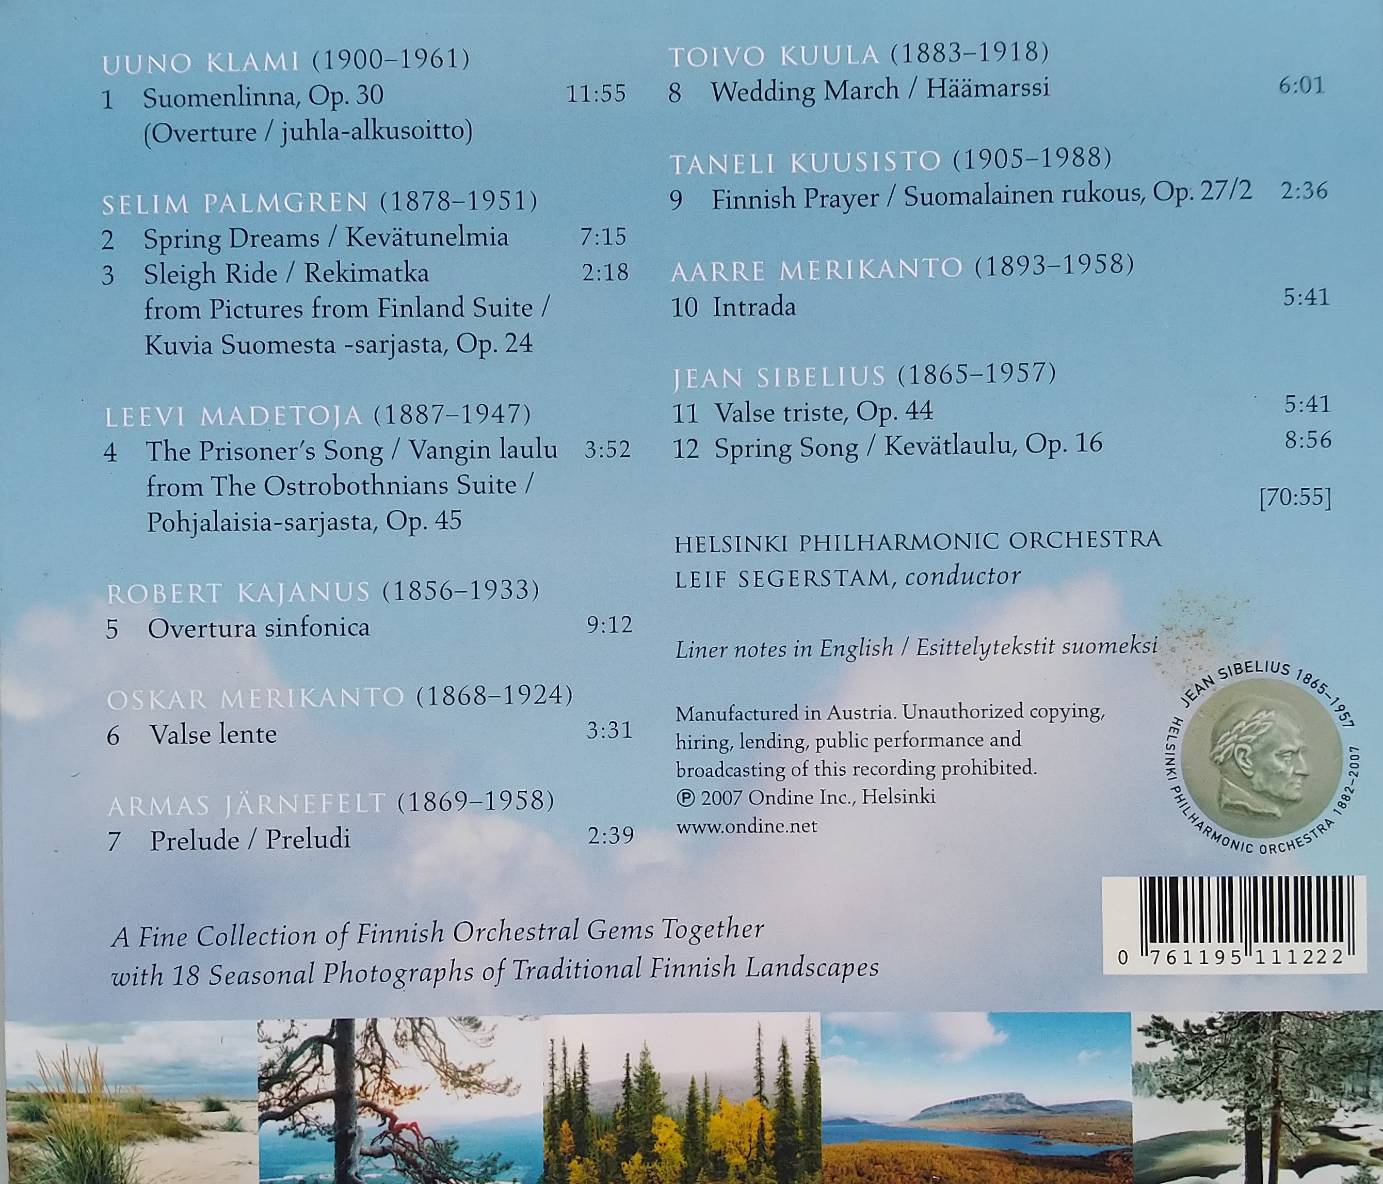 UUNO KLAMI (1900–1961)
1 Suomenlinna, Op. 30 11:55
(Overture / juhla-alkusoitto)
SELIM PALMGREN (1878–1951)
2 Spring Dreams / Kevätunelmia 7:15
3 Sleigh Ride / Rekimatka 2:18
from Pictures from Finland Suite /
Kuvia Suomesta -sarjasta, Op. 24
LEEVI MADETOJA (1887–1947)
4 The Prisoner's Song / Vangin laulu 3:52
from The Ostrobothnians Suite /
Pohjalaisia-sarjasta, Op. 45
ROBERT KAJANUS (1856–1933)
5 Overtura sinfonica 9:12
OSKAR MERIKANTO (1868–1924)
6 Valse lente 3:31
ARMAS JÄRNEFELT (1869–1958)
7 Prelude / Preludi 2:39
TOIVO KUULA (1883–1918)
8 Wedding March / Häämarssi 6:01
TANELI KUUSISTO (1905–1988)
9 Finnish Prayer / Suomalainen rukous, Op. 27/2 2:36
AARRE MERIKANTO (1893–1958)
10 Intrada 5:41
JEAN SIBELIUS (1865–1957)
11 Valse triste, Op. 44 5:41
12 Spring Song / Kevätlaulu, Op. 16 8:56
[70:55]
HELSINKI PHILHARMONIC ORCHESTRA
LEIF SEGERSTAM, conductor
Liner notes in English / Esittelytekstit suomeksi
Manufactured in Austria. Unauthorized copying,
hiring, lending, public performance and
broadcasting of this recording prohibited.
℗ 2007 Ondine Inc., Helsinki
www.ondine.net
JEAN SIBELIUS 1865–1957
HELSINKI PHILHARMONIC ORCHESTRA 1882–2007
0 761195 111222
A Fine Collection of Finnish Orchestral Gems Together
with 18 Seasonal Photographs of Traditional Finnish Landscapes